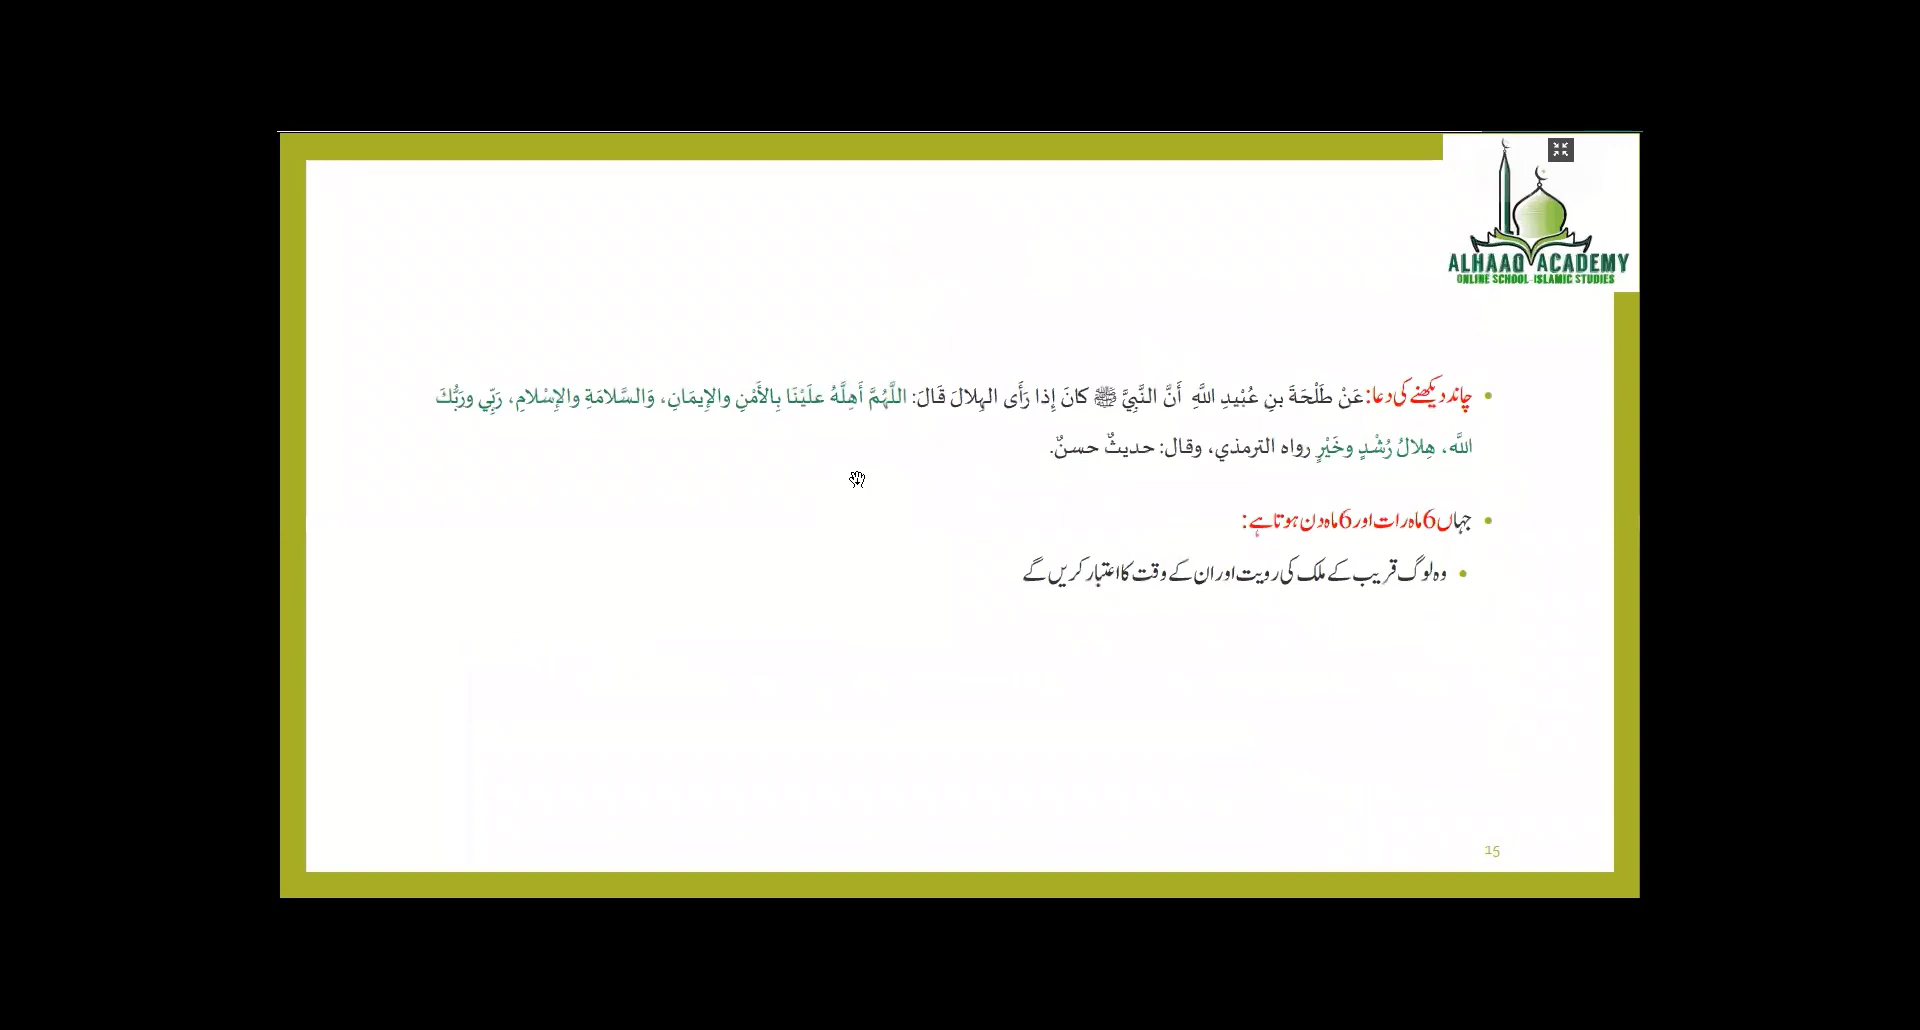 ALHAAQ ACADEMY
ONLINE SCHOOL ISLAMIC STUDIES
• چاند دیکھنے کی دعا: عَنْ طَلْحَةَ بنِ عُبْيدِ اللَّهِ أَنَّ النَّبِيَّ ﷺ كانَ إِذا رَأَى الهِلالَ قَالَ: اللَّهُمَّ أَهِلَّهُ علَيْنَا بِالأَمْنِ والإِيمَانِ، وَالسَّلامَةِ والإِسْلامِ، رَبِّي ورَبُّكَ
اللَّه، هِلالُ رُشْدٍ وخَيْرٍ رواه الترمذي، وقال: حديثٌ حسنٌ.
• جہاں 6 ماہ رات اور 6 ماہ دن ہوتا ہے:
• وہ لوگ قریب کے ملک کی رویت اور ان کے وقت کا اعتبار کریں گے
15